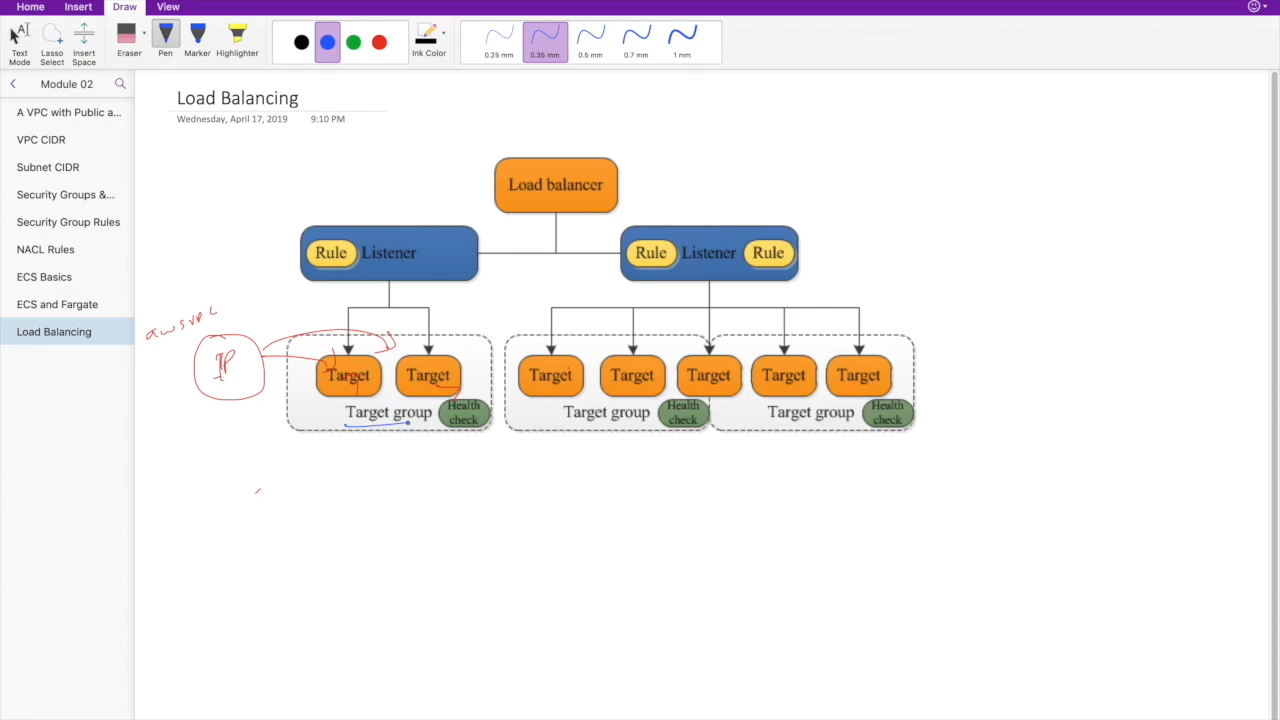 Home Insert Draw View
Text Mode
Lasso Select
Insert Space
Eraser
Pen
Marker
Highlighter
Ink Color
0.25 mm
0.35 mm
0.5 mm
0.7 mm
1 mm
Module 02
A VPC with Public a...
VPC CIDR
Subnet CIDR
Security Groups &...
Security Group Rules
NACL Rules
ECS Basics
ECS and Fargate
Load Balancing
Load Balancing
Wednesday, April 17, 2019 9:10 PM
Load balancer
Rule Listener
Rule Listener Rule
awsvpc
IP
Target Target
Target group
Health check
Target Target Target Target Target
Target group
Health check
Target group
Health check